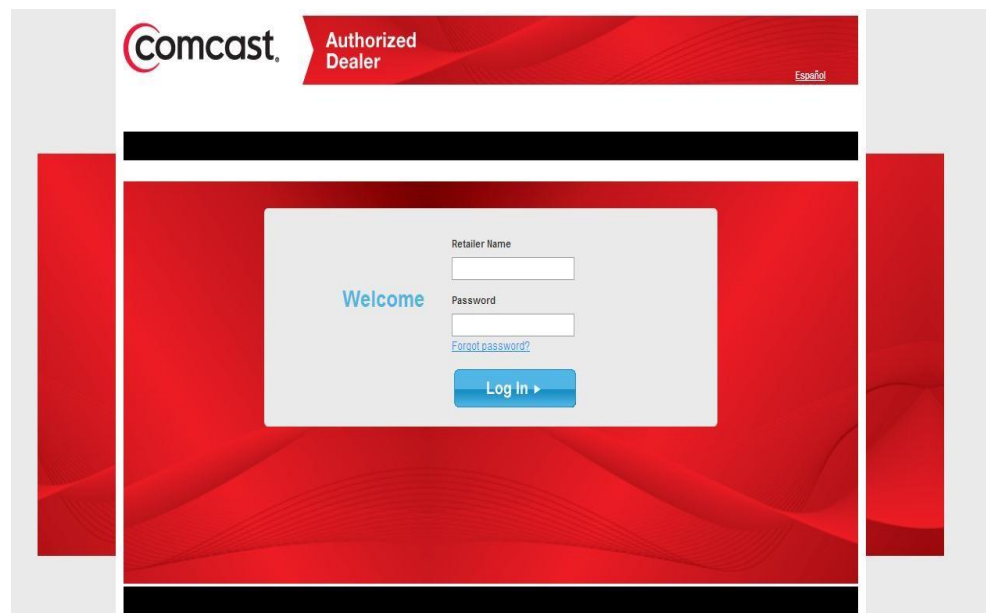 comcast.
Authorized
Dealer
Español
Retailer Name
Welcome
Password
Forgot password?
Log In